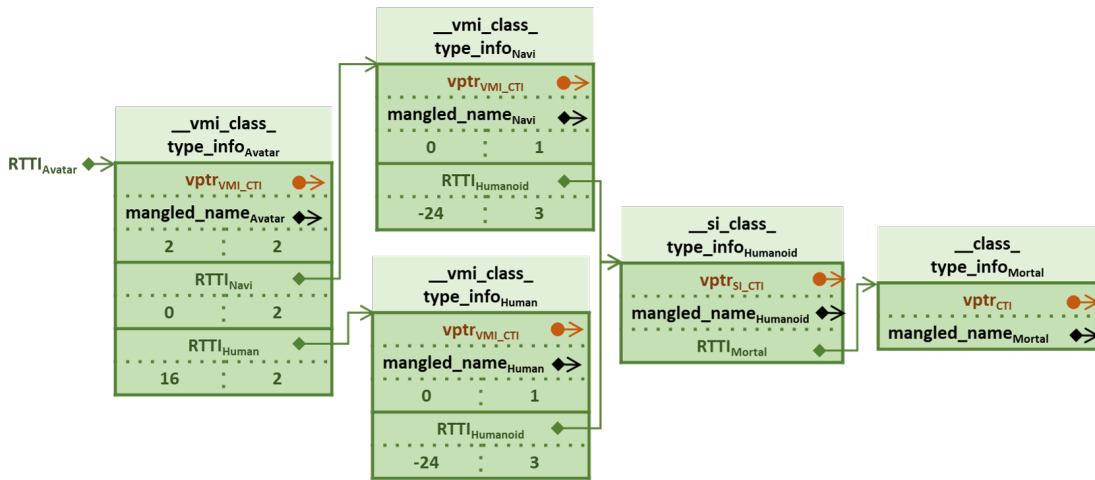 RTTIAvatar
__vmi_class_
type_infoAvatar
vptrVMI_CTI
mangled_nameAvatar
2 2
RTTINavi
0 2
RTTIHuman
16 2
__vmi_class_
type_infoNavi
vptrVMI_CTI
mangled_nameNavi
0 1
RTTIHumanoid
-24 3
__vmi_class_
type_infoHuman
vptrVMI_CTI
mangled_nameHuman
0 1
RTTIHumanoid
-24 3
__si_class_
type_infoHumanoid
vptrSI_CTI
mangled_nameHumanoid
RTTIMortal
__class_
type_infoMortal
vptrCTI
mangled_nameMortal